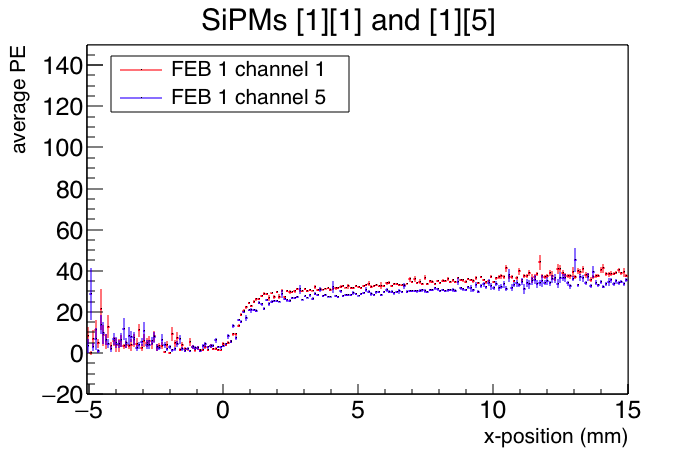 SiPMs [1][1] and [1][5]
average PE
140
120
100
80
60
40
20
0
−20
FEB 1 channel 1
FEB 1 channel 5
−5 0 5 10 15
x-position (mm)